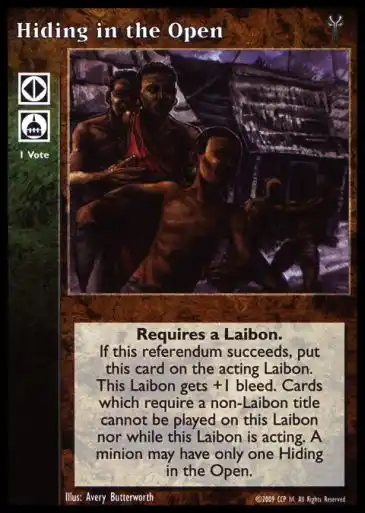 Hiding in the Open
1 Vote
Requires a Laibon.
If this referendum succeeds, put
this card on the acting Laibon.
This Laibon gets +1 bleed. Cards
which require a non-Laibon title
cannot be played on this Laibon
nor while this Laibon is acting. A
minion may have only one Hiding
in the Open.
Illus: Avery Butterworth
©2009 CCP hf. All Rights Reserved